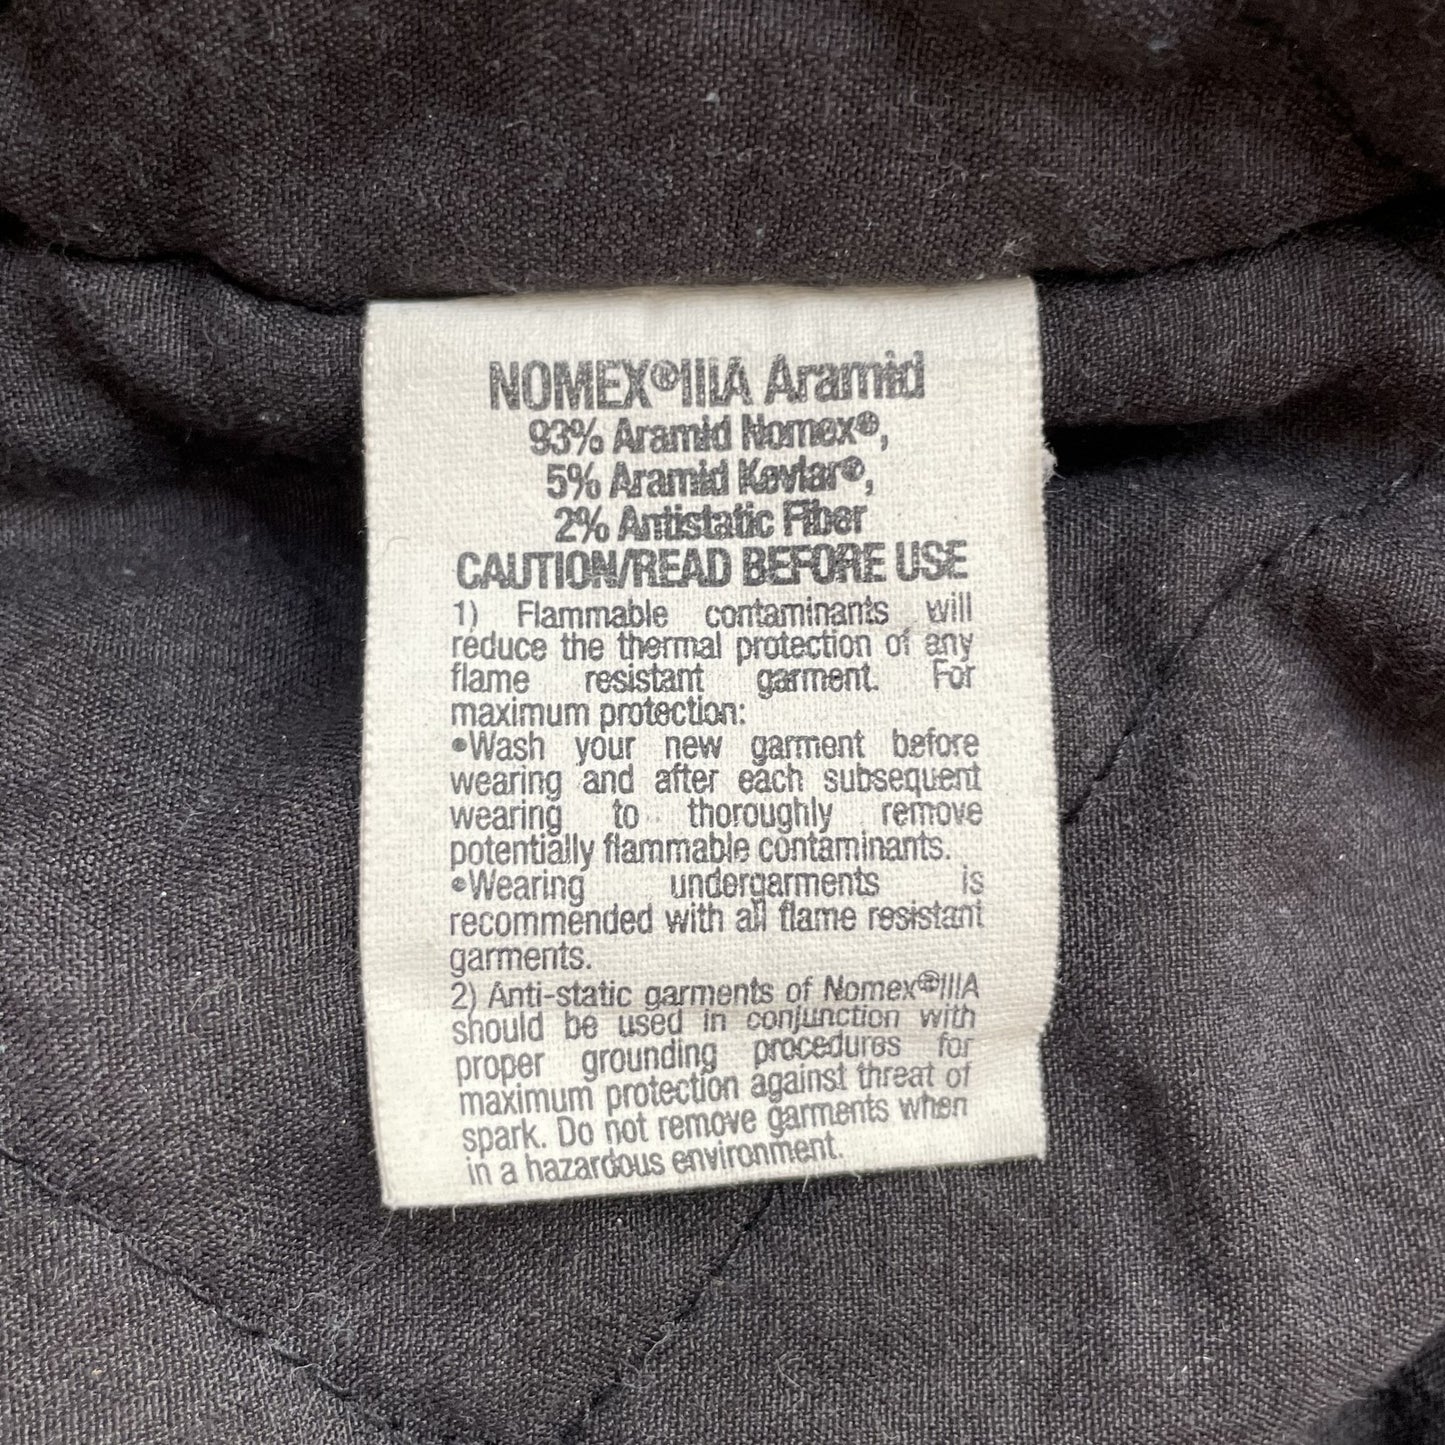 NOMEX®IIIA Aramid
93% Aramid Nomex®,
5% Aramid Kevlar®,
2% Antistatic Fiber
CAUTION/READ BEFORE USE
1) Flammable contaminants will
reduce the thermal protection of any
flame resistant garment. For
maximum protection:
•Wash your new garment before
wearing and after each subsequent
wearing to thoroughly remove
potentially flammable contaminants.
•Wearing undergarments is
recommended with all flame resistant
garments.
2) Anti-static garments of Nomex®IIIA
should be used in conjunction with
proper grounding procedures for
maximum protection against threat of
spark. Do not remove garments when
in a hazardous environment.